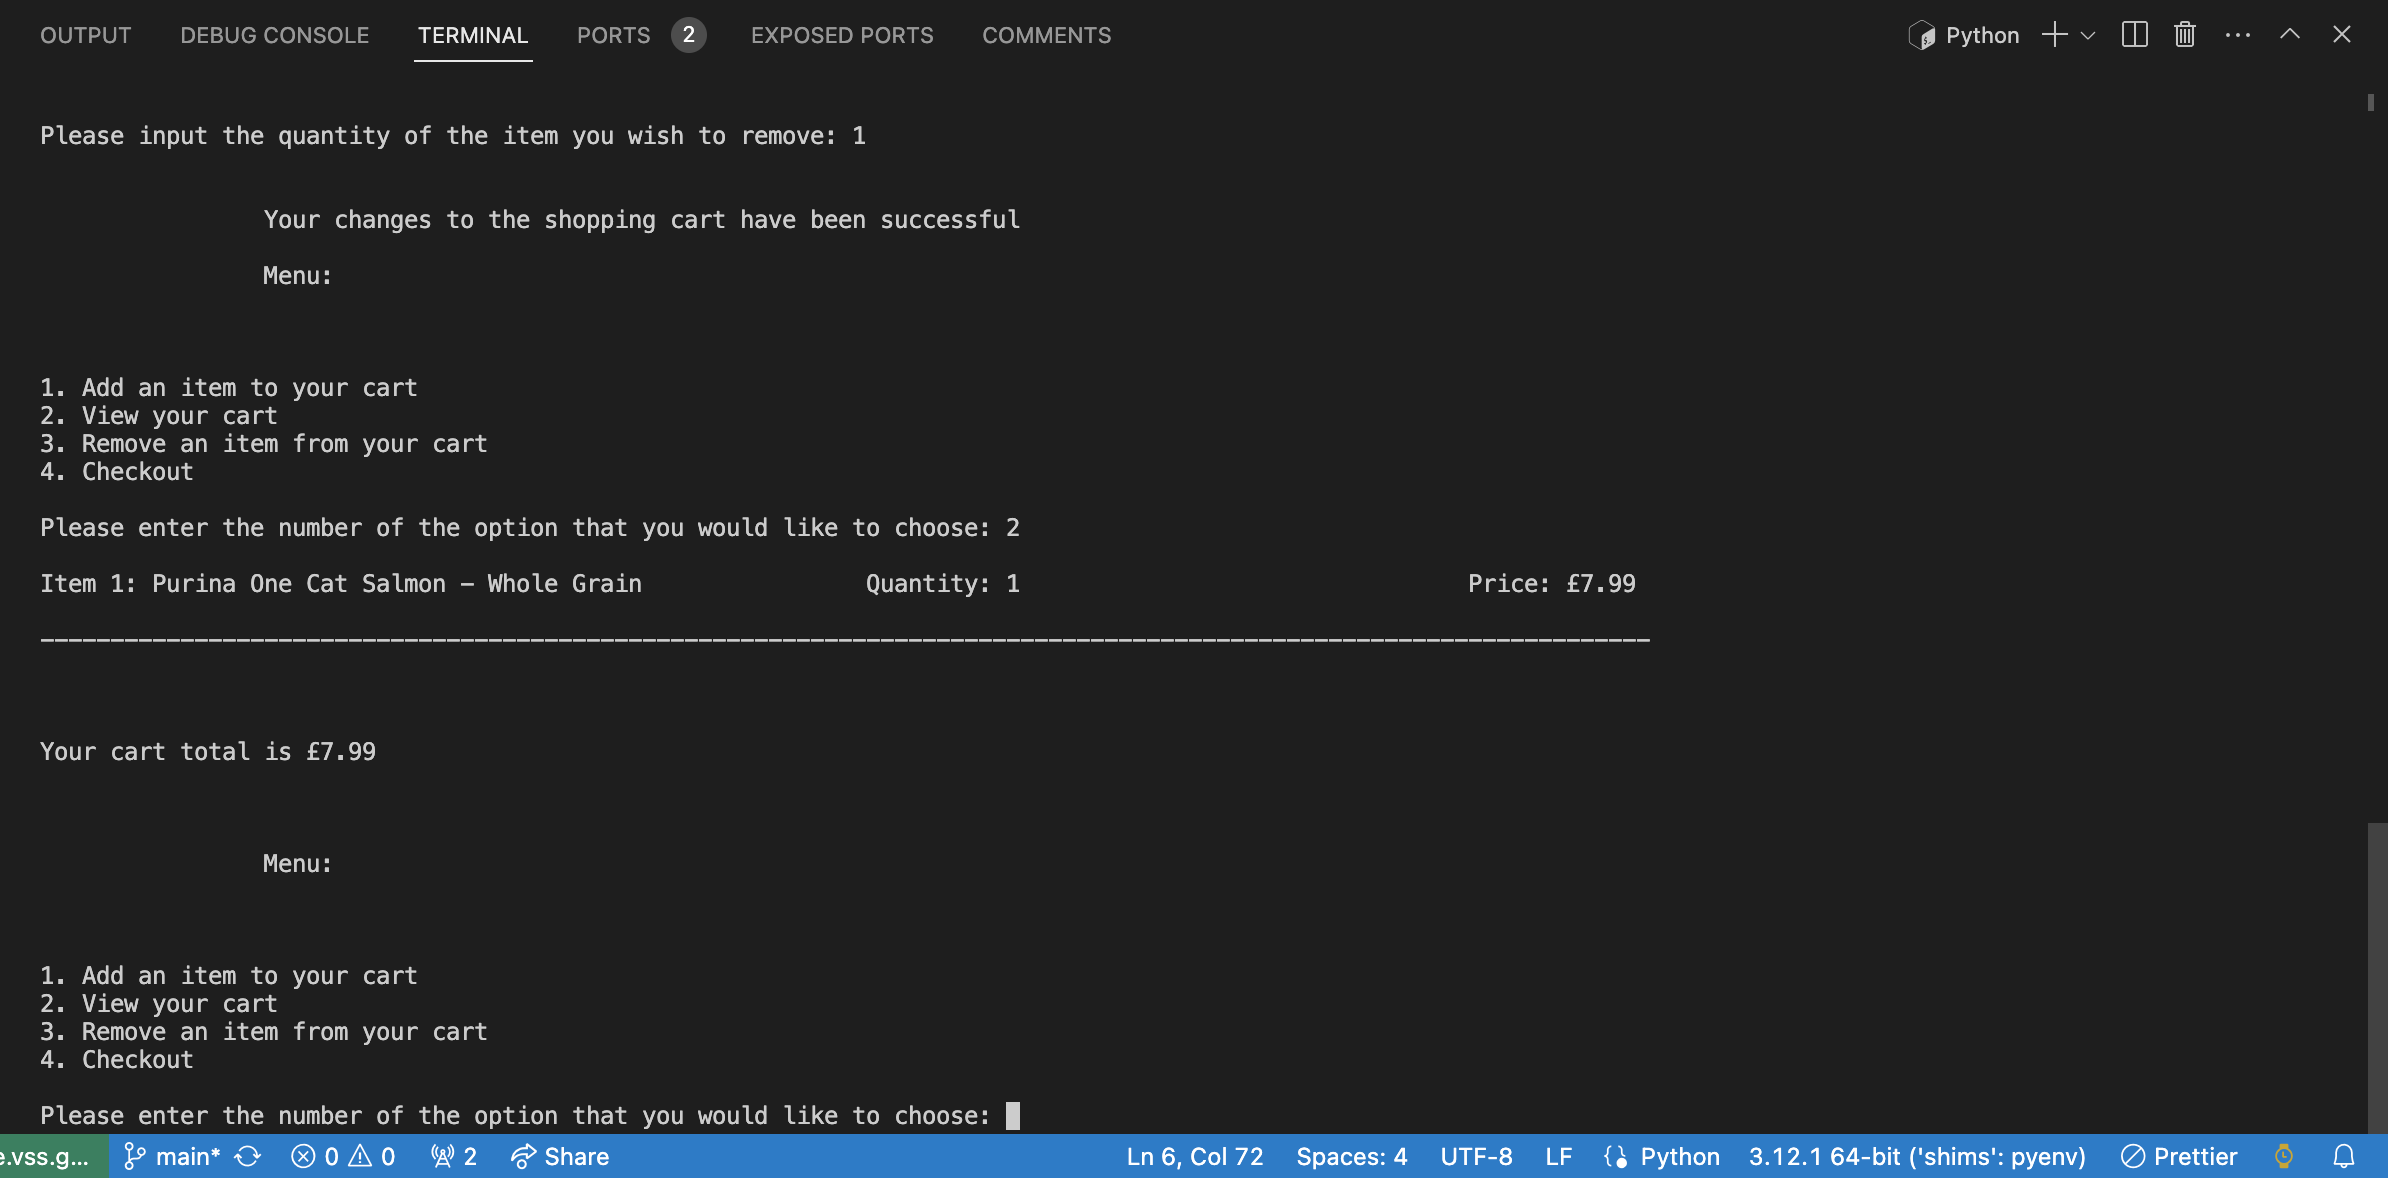 OUTPUT DEBUG CONSOLE TERMINAL PORTS 2 EXPOSED PORTS COMMENTS Python
Please input the quantity of the item you wish to remove: 1
Your changes to the shopping cart have been successful
Menu:
1. Add an item to your cart
2. View your cart
3. Remove an item from your cart
4. Checkout
Please enter the number of the option that you would like to choose: 2
Item 1: Purina One Cat Salmon – Whole Grain Quantity: 1 Price: £7.99
Your cart total is £7.99
Menu:
1. Add an item to your cart
2. View your cart
3. Remove an item from your cart
4. Checkout
Please enter the number of the option that you would like to choose:
e.vss.g... main* 0 0 2 Share Ln 6, Col 72 Spaces: 4 UTF-8 LF Python 3.12.1 64-bit ('shims': pyenv) Prettier